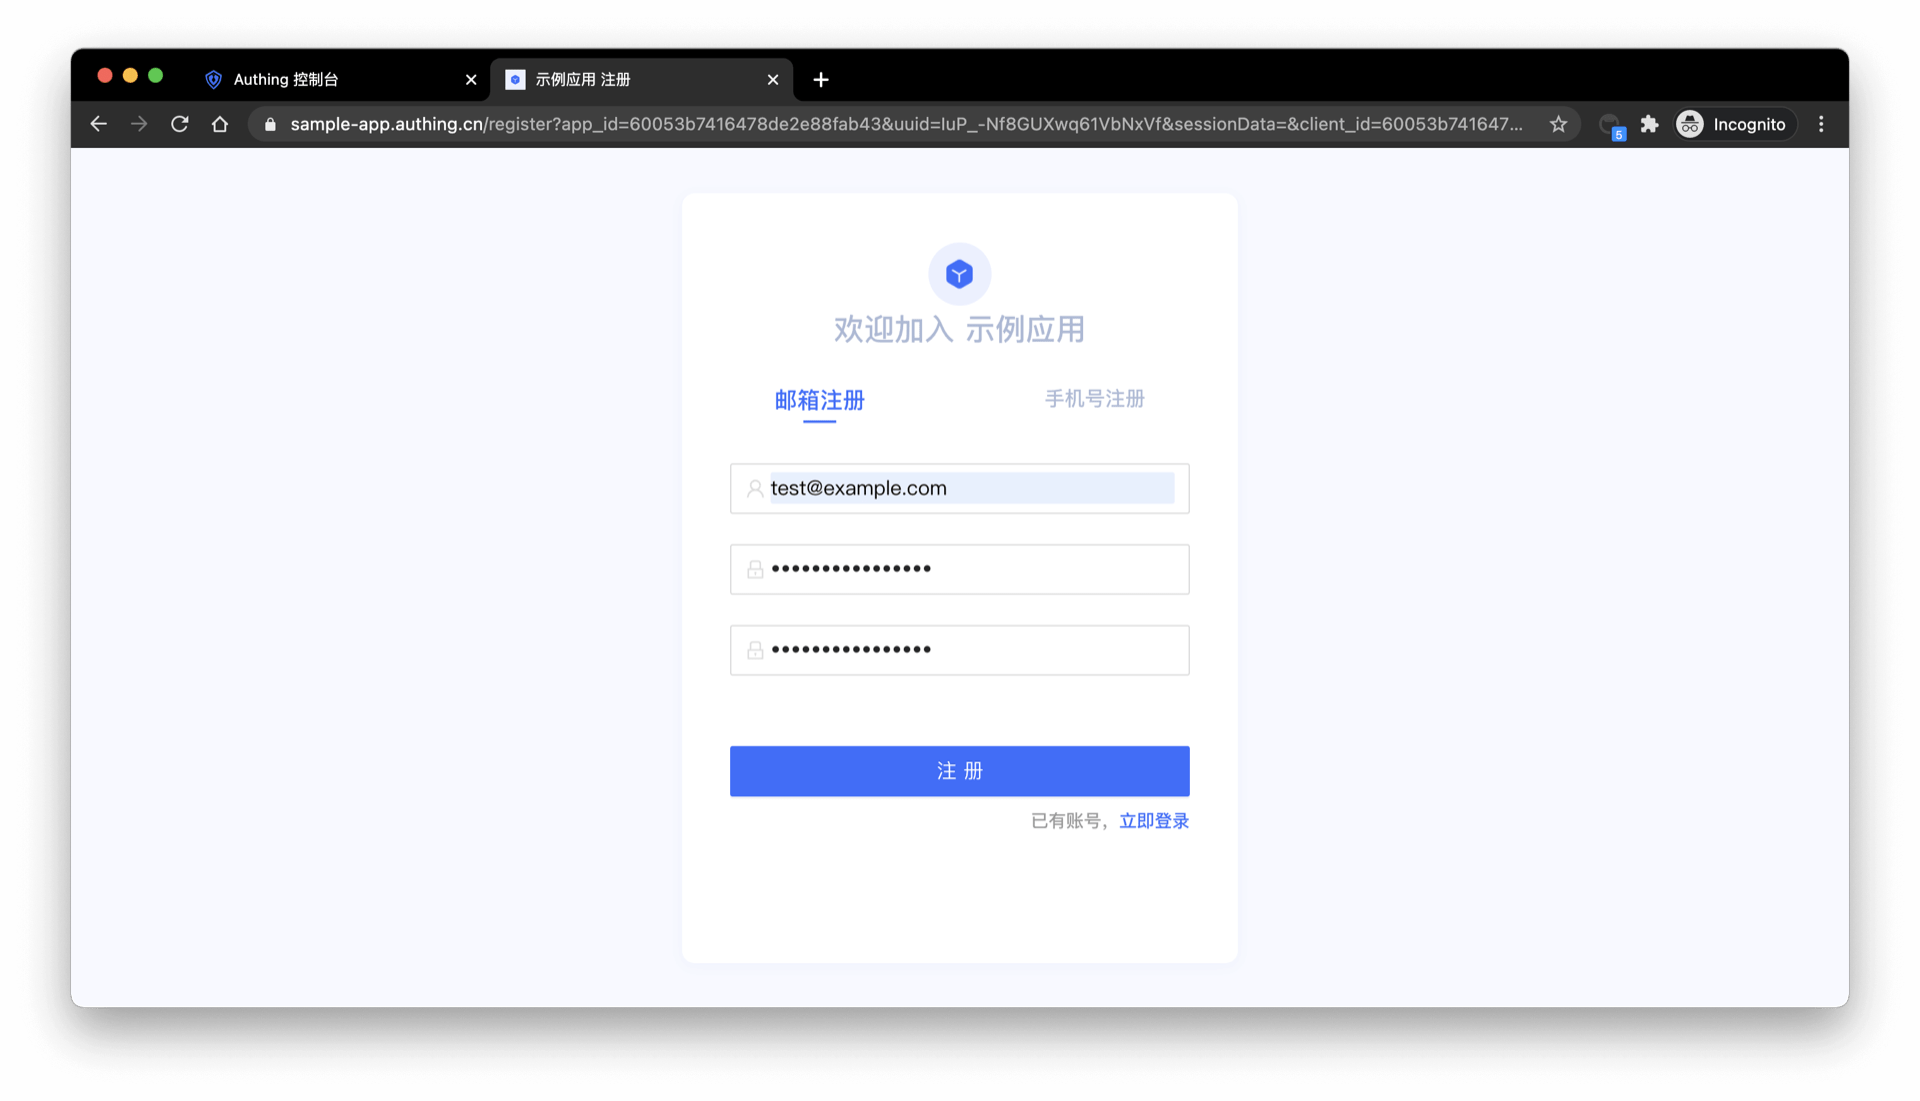 Authing 控制台
示例应用 注册
sample-app.authing.cn/register?app_id=60053b7416478de2e88fab43&uuid=luP_-Nf8GUXwq61VbNxVf&sessionData=&client_id=60053b741647...
5
Incognito
欢迎加入 示例应用
邮箱注册
手机号注册
test@example.com
••••••••••••••••
••••••••••••••••
注 册
已有账号，立即登录